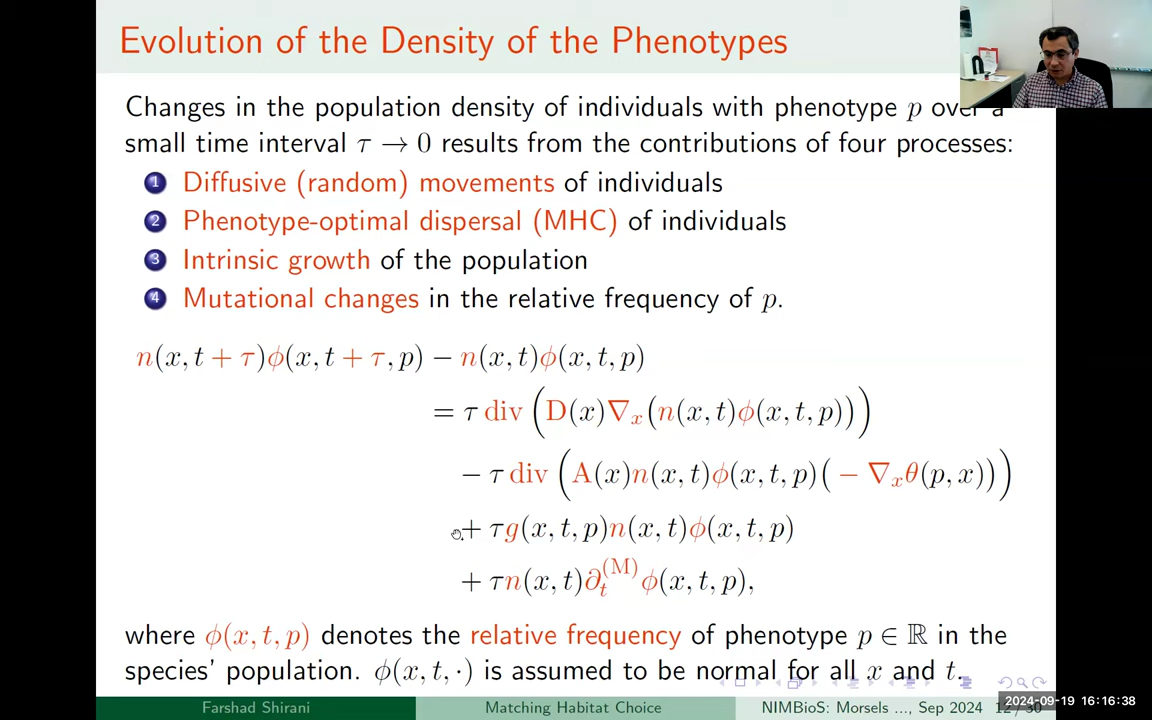 Evolution of the Density of the Phenotypes
Changes in the population density of individuals with phenotype p over a
small time interval τ → 0 results from the contributions of four processes:
1 Diffusive (random) movements of individuals
2 Phenotype-optimal dispersal (MHC) of individuals
3 Intrinsic growth of the population
4 Mutational changes in the relative frequency of p.
n(x, t + τ)ϕ(x, t + τ, p) − n(x, t)ϕ(x, t, p)
= τ div (D(x)∇ₓ(n(x, t)ϕ(x, t, p)))
− τ div (A(x)n(x, t)ϕ(x, t, p)(− ∇ₓθ(p, x)))
+ τg(x, t, p)n(x, t)ϕ(x, t, p)
+ τn(x, t)∂ₜ⁽ᴹ⁾ϕ(x, t, p),
where ϕ(x, t, p) denotes the relative frequency of phenotype p ∈ ℝ in the
species' population. ϕ(x, t, ·) is assumed to be normal for all x and t.
Farshad Shirani Matching Habitat Choice NIMBioS: Morsels ..., Sep 2024
2024-09-19 16:16:38